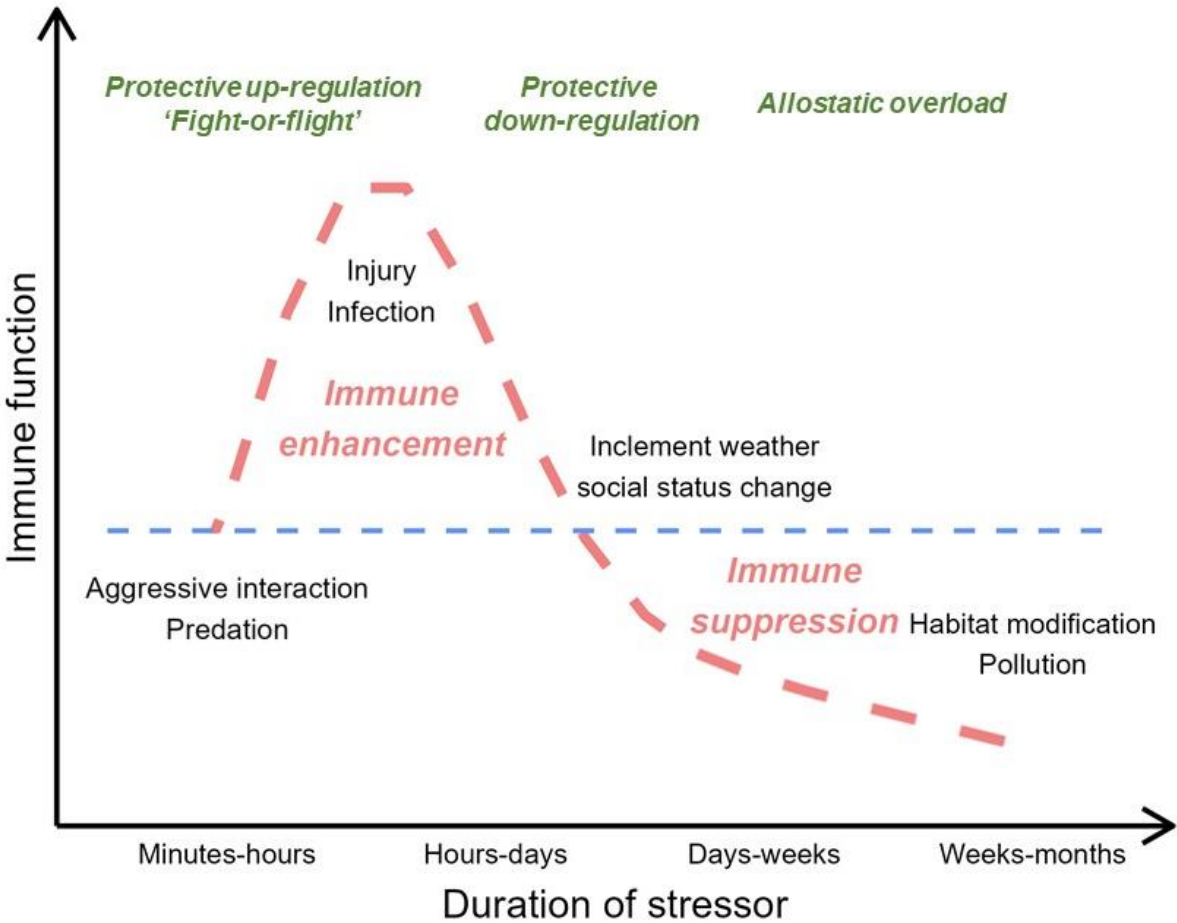 Protective up-regulation
‘Fight-or-flight’
Protective
down-regulation
Allostatic overload
Injury
Infection
Immune
enhancement
Inclement weather
social status change
Aggressive interaction
Predation
Immune
suppression
Habitat modification
Pollution
Immune function
Minutes-hours
Hours-days
Days-weeks
Weeks-months
Duration of stressor